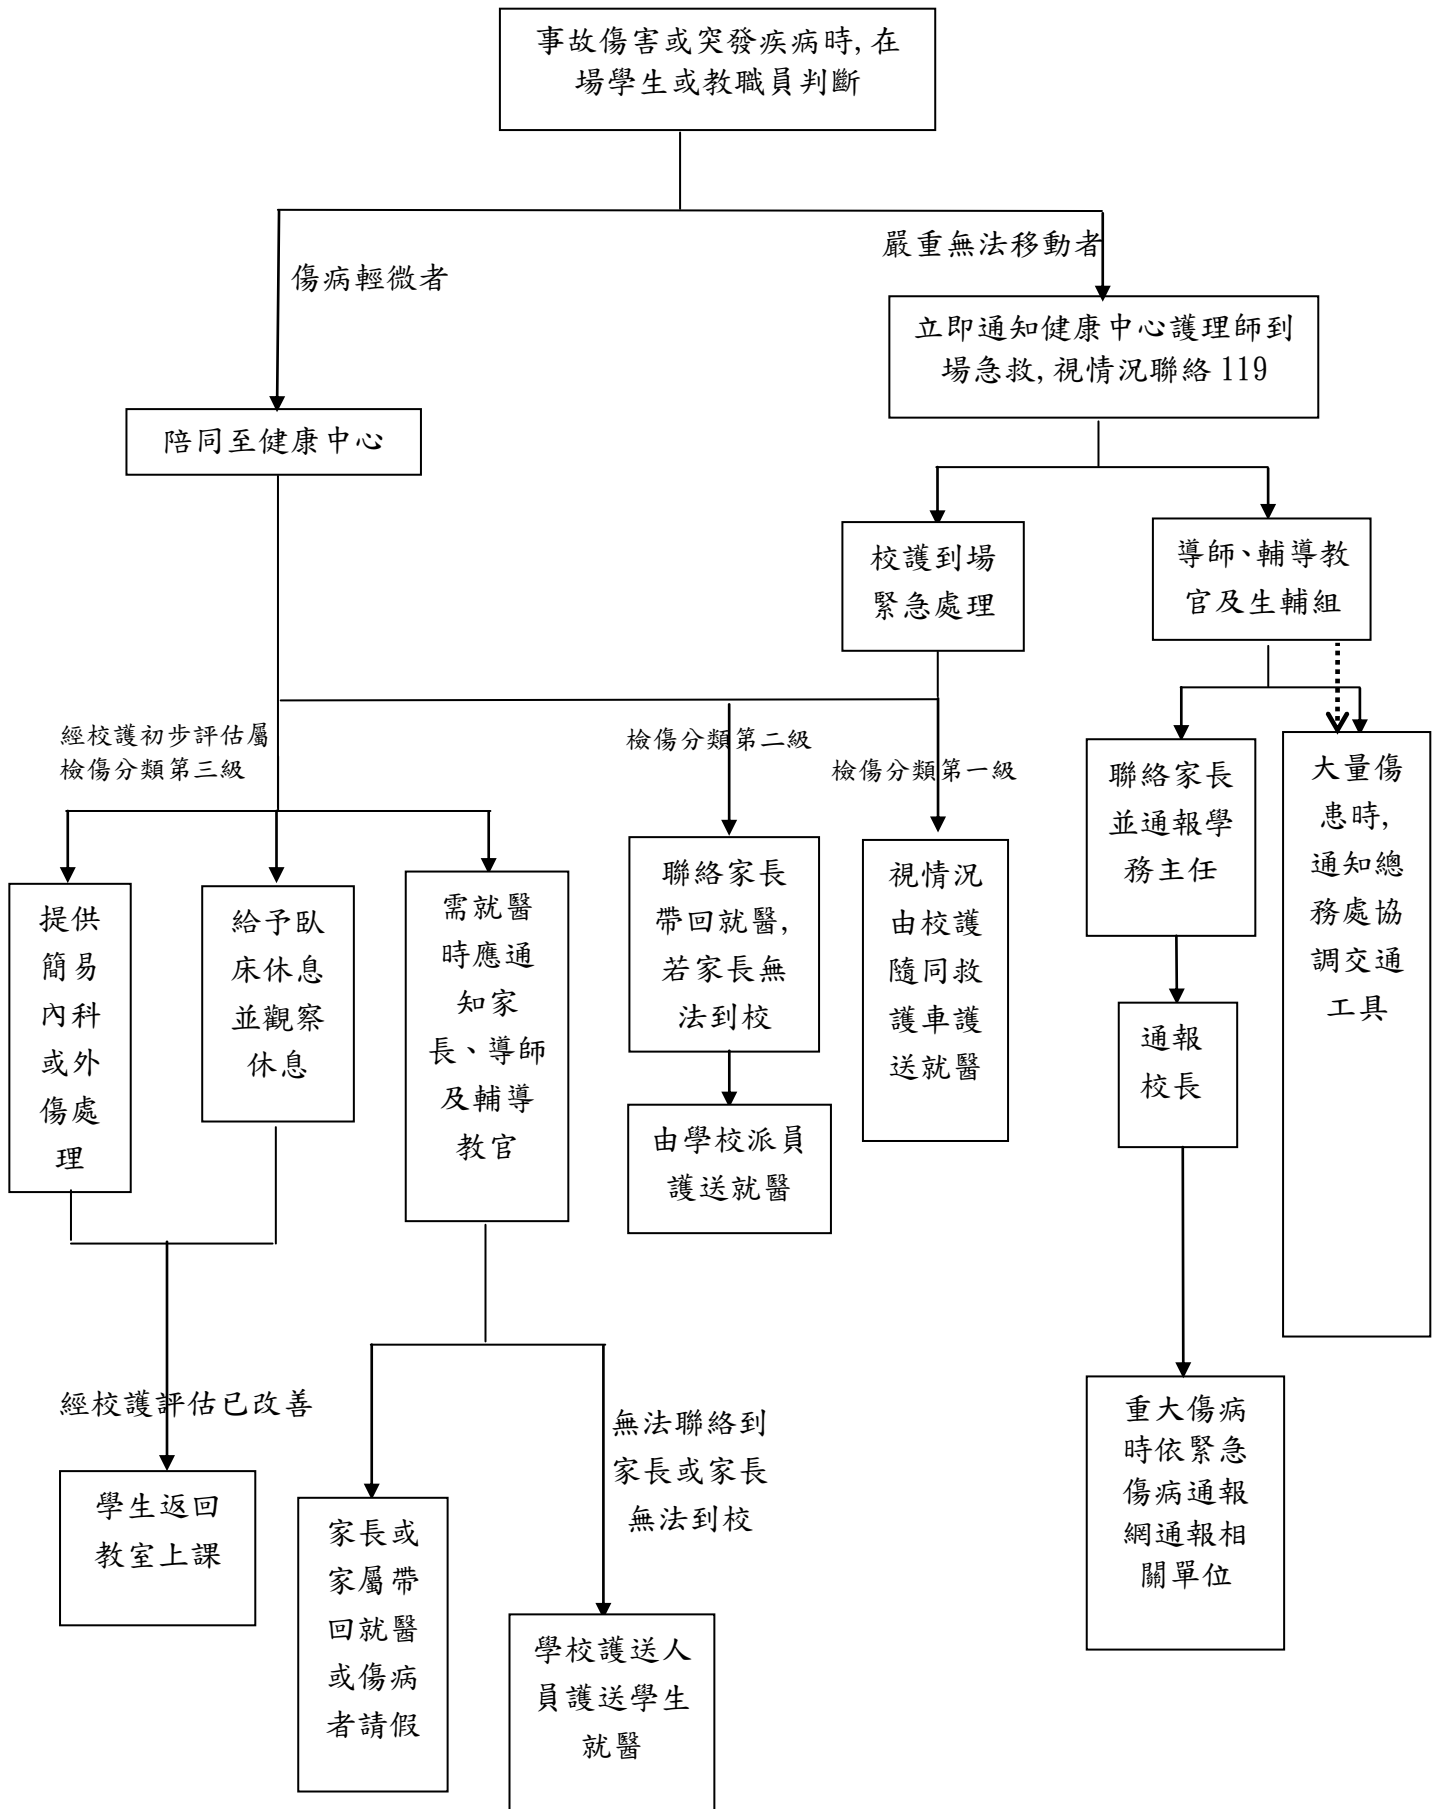 事故傷害或突發疾病時,在
場學生或教職員判斷
嚴重無法移動者
傷病輕微者
立即通知健康中心護理師到
場急救,視情況聯絡 119
陪同至健康中心
校護到場
緊急處理
導師、輔導教
官及生輔組
經校護初步評估屬
檢傷分類第三級
檢傷分類第二級
檢傷分類第一級
聯絡家長
並通報學
務主任
大量傷
患時,
通知總
務處協
調交通
工具
提供
簡易
內科
或外
傷處
理
給予臥
床休息
並觀察
休息
需就醫
時應通
知家
長、導師
及輔導
教官
聯絡家長
帶回就醫,
若家長無
法到校
視情況
由校護
隨同救
護車護
送就醫
通報
校長
由學校派員
護送就醫
經校護評估已改善
無法聯絡到
家長或家長
無法到校
重大傷病
時依緊急
傷病通報
網通報相
關單位
學生返回
教室上課
家長或
家屬帶
回就醫
或傷病
者請假
學校護送人
員護送學生
就醫